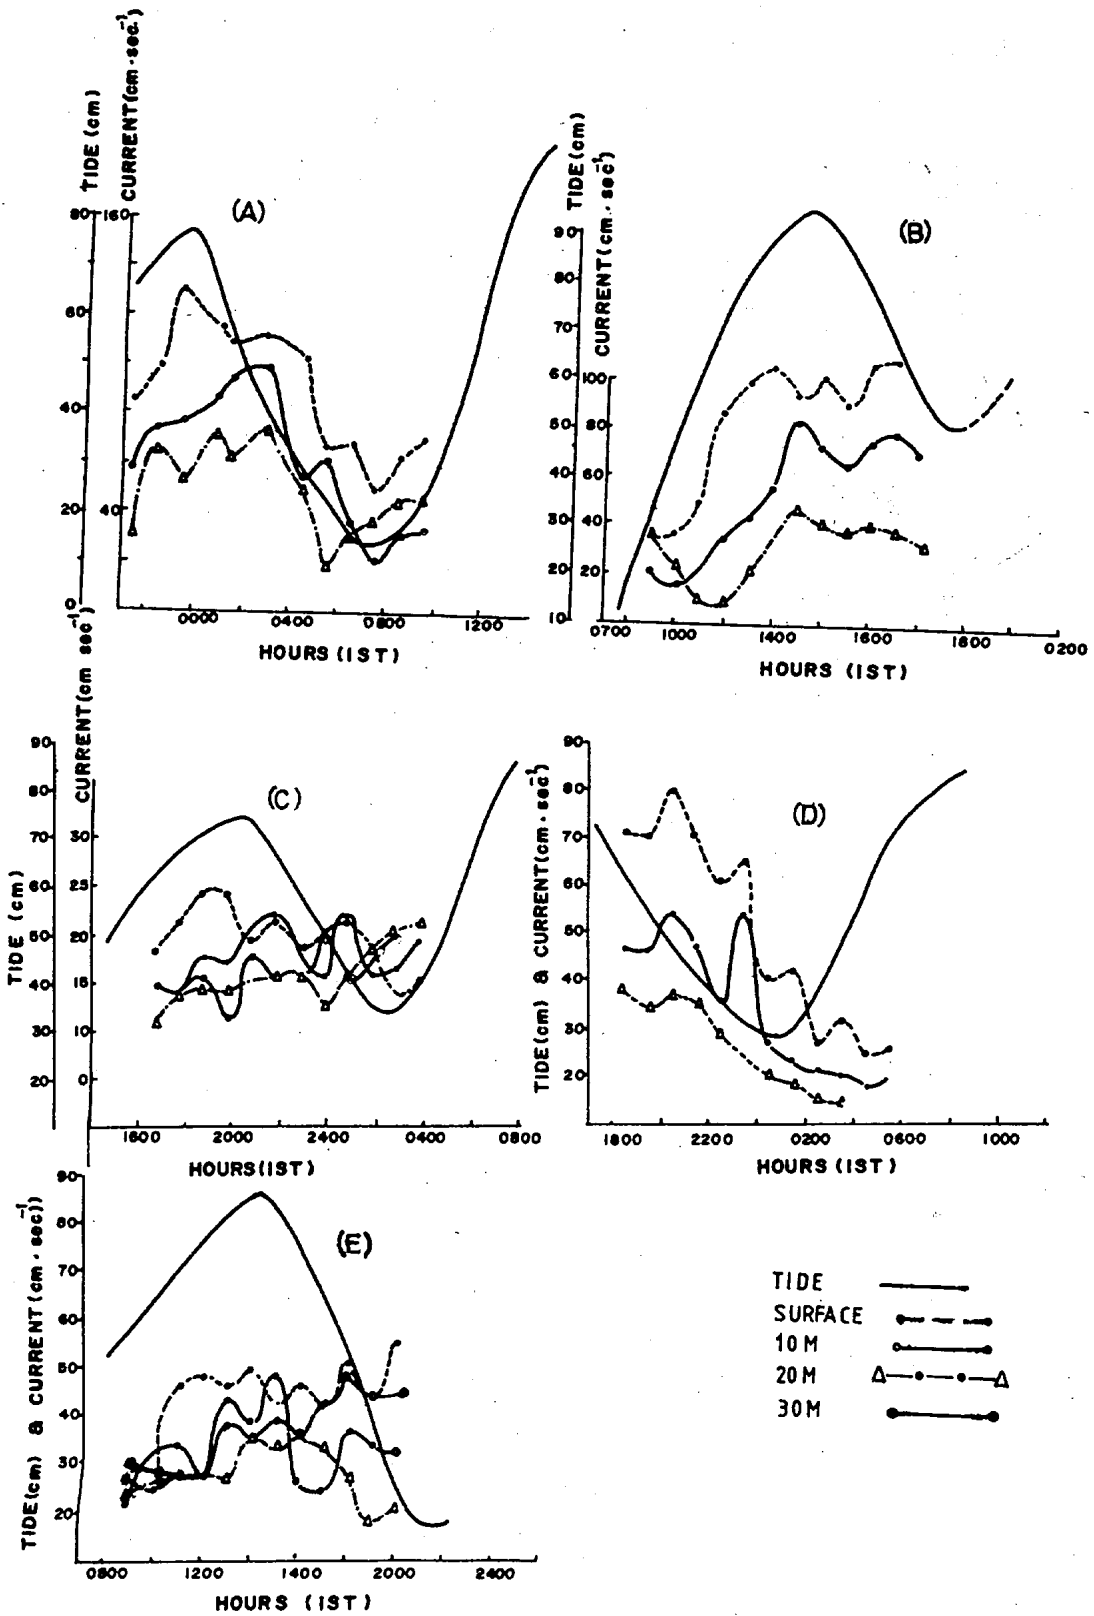 TIDE (cm)
CURRENT (cm·sec⁻¹)
(A)
80
160
60
40
40
20
0
0000 0400 0800 1200
HOURS (IST)
TIDE (cm)
CURRENT (cm. sec⁻¹)
(B)
90
80
70
60 100
50 80
40 60
30 40
20 20
10
0700 1000 1400 1600 1800 0200
HOURS (IST)
TIDE (cm)
CURRENT (cm sec⁻¹)
(C)
90
80
70 30
60 25
50 20
40 15
30 10
20 0
1600 2000 2400 0400 0800
HOURS (IST)
TIDE (cm) & CURRENT (cm·sec⁻¹)
(D)
90
80
70
60
50
40
30
20
1800 2200 0200 0600 1000
HOURS (IST)
TIDE (cm) & CURRENT (cm·sec⁻¹))
(E)
90
80
70
60
50
40
30
20
0800 1200 1400 2000 2400
HOURS (IST)
TIDE
SURFACE
10 M
20M
30M